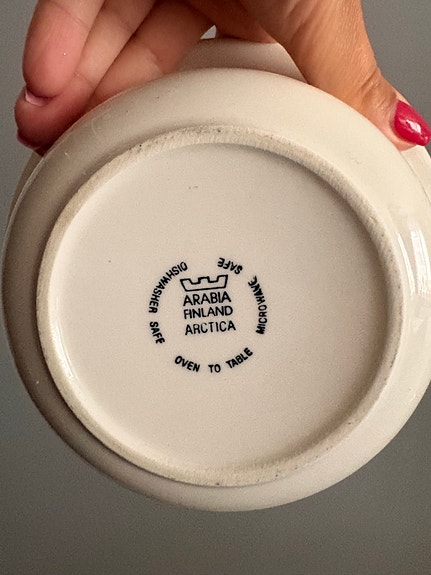 ARABIA
FINLAND
ARCTICA
DISHWASHER SAFE
OVEN TO TABLE
MICROWAVE SAFE